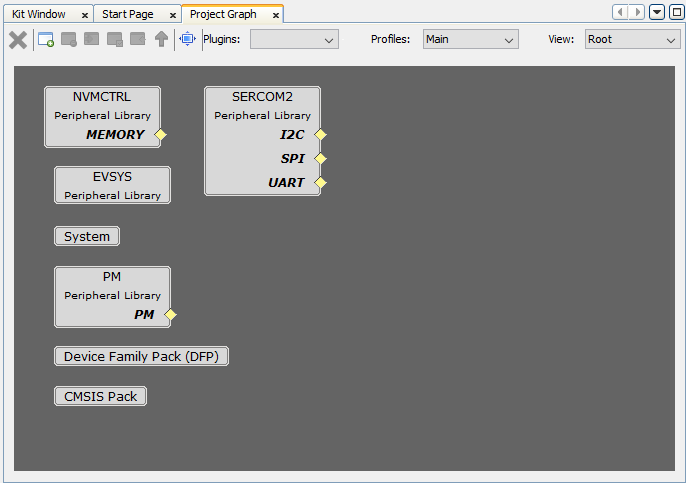 Kit Window x Start Page x Project Graph x
Plugins: Profiles: Main View: Root
NVMCTRL
Peripheral Library
MEMORY
SERCOM2
Peripheral Library
I2C
SPI
UART
EVSYS
Peripheral Library
System
PM
Peripheral Library
PM
Device Family Pack (DFP)
CMSIS Pack